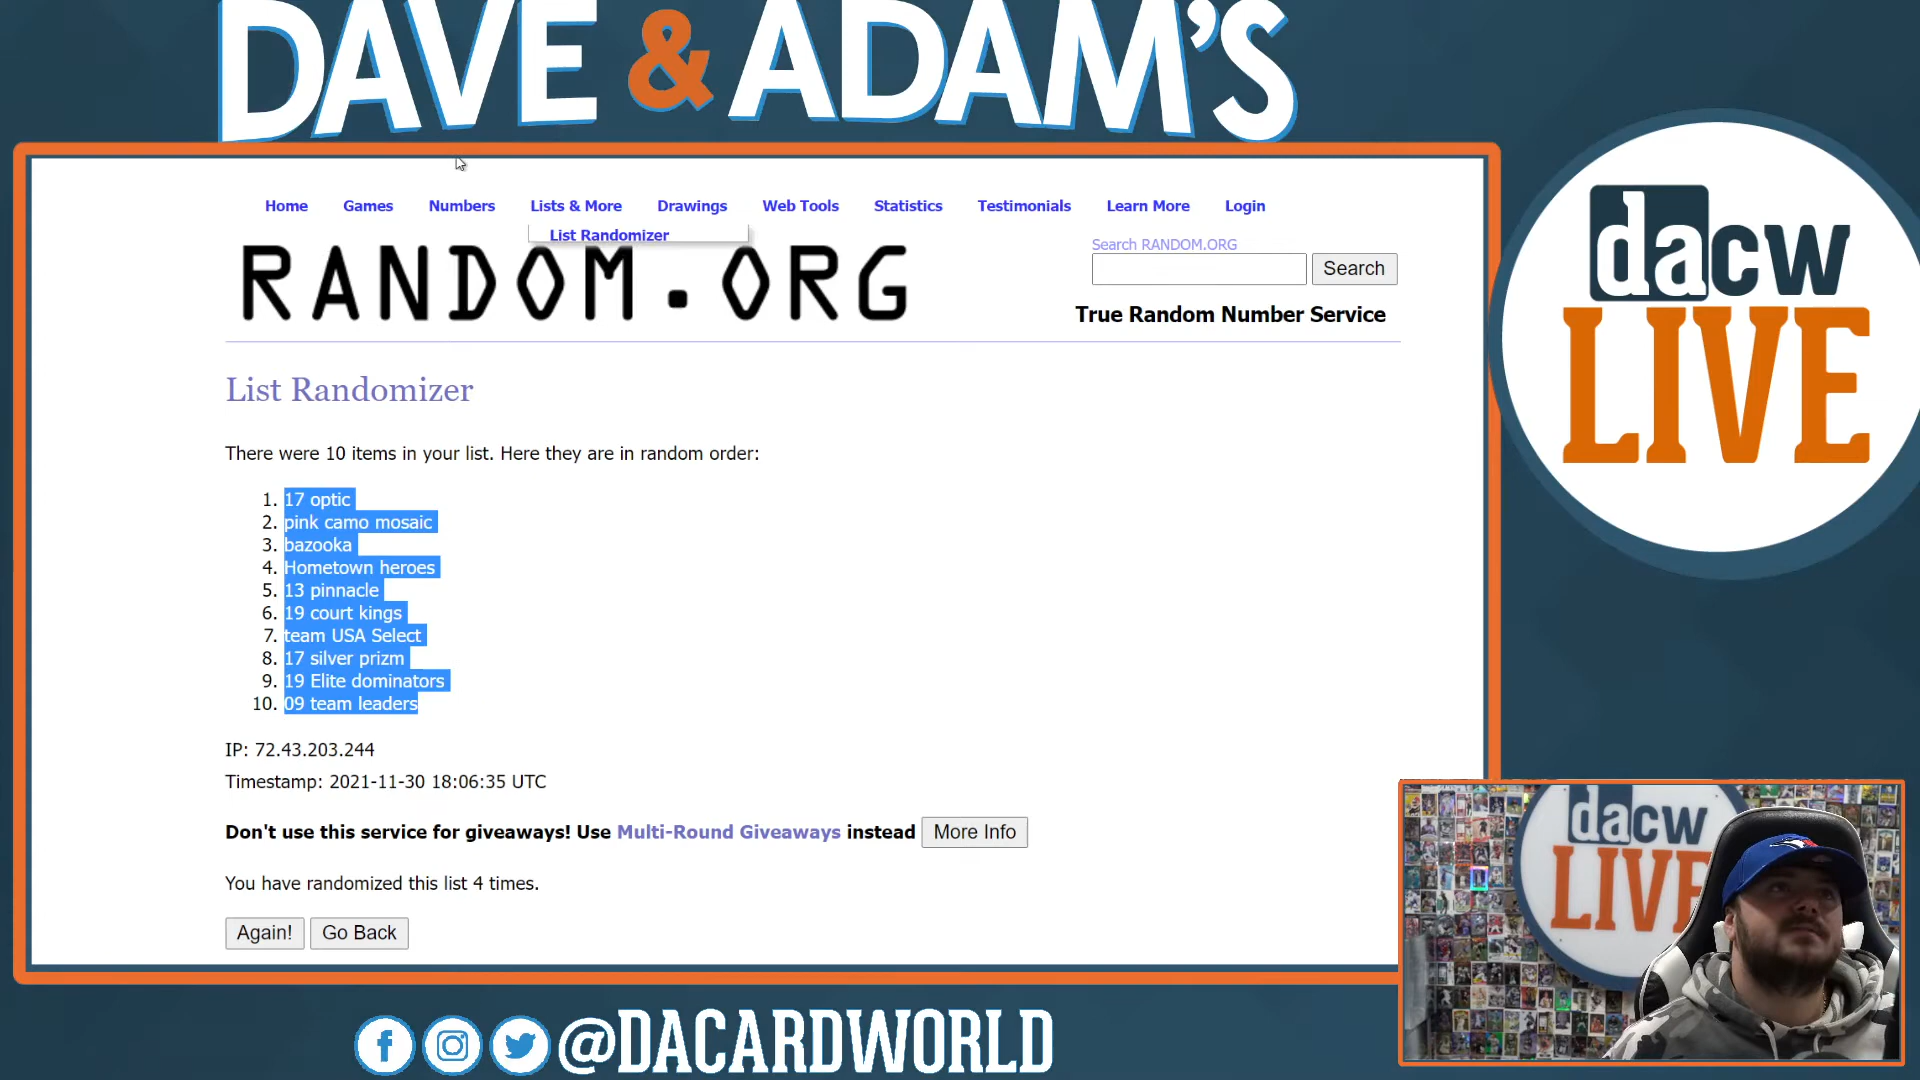 DAVE & ADAM'S
Home Games Numbers Lists & More Drawings Web Tools Statistics Testimonials Learn More Login
List Randomizer
RANDOM.ORG
Search RANDOM.ORG
Search
True Random Number Service
List Randomizer
There were 10 items in your list. Here they are in random order:
1. 17 optic
2. pink camo mosaic
3. bazooka
4. Hometown heroes
5. 13 pinnacle
6. 19 court kings
7. team USA Select
8. 17 silver prizm
9. 19 Elite dominators
10. 09 team leaders
IP: 72.43.203.244
Timestamp: 2021-11-30 18:06:35 UTC
Don't use this service for giveaways! Use Multi-Round Giveaways instead More Info
You have randomized this list 4 times.
Again! Go Back
dacw
LIVE
dacw
LIVE
@DACARDWORLD